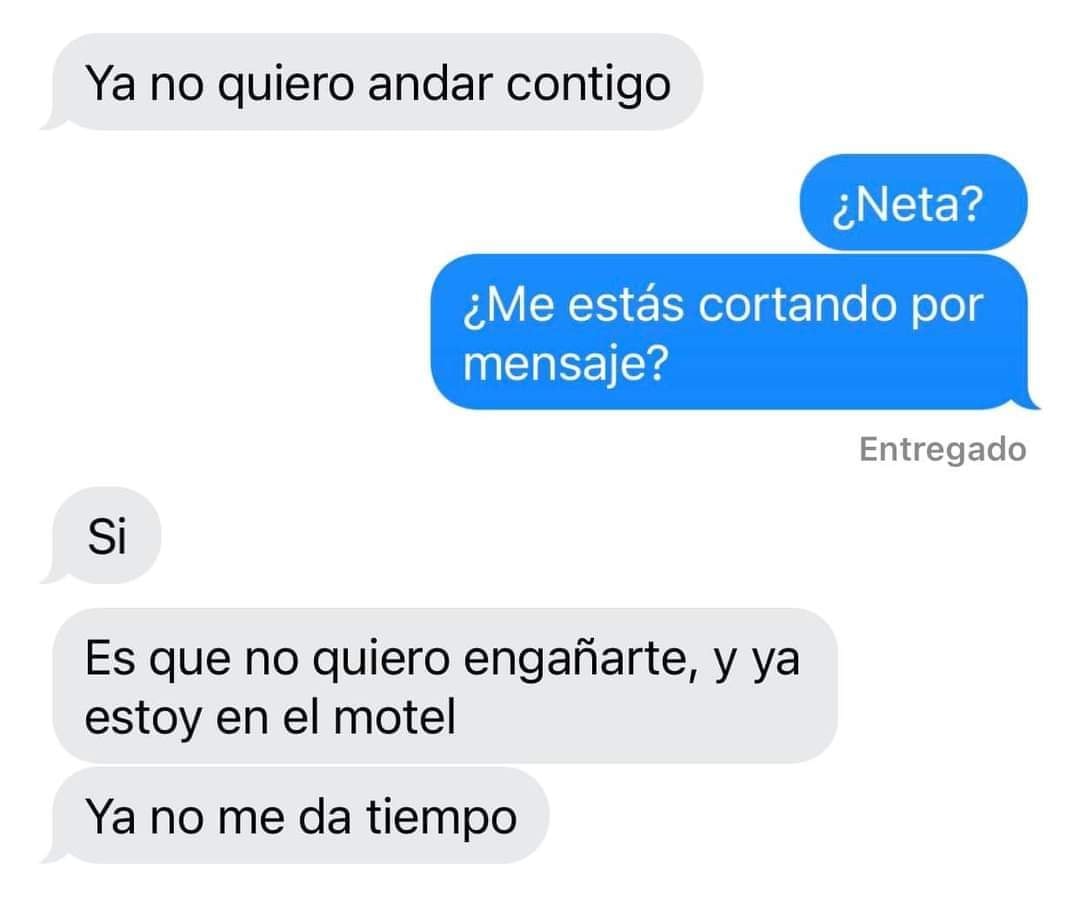 Ya no quiero andar contigo
¿Neta?
¿Me estás cortando por
mensaje?
Entregado
Si
Es que no quiero engañarte, y ya
estoy en el motel
Ya no me da tiempo